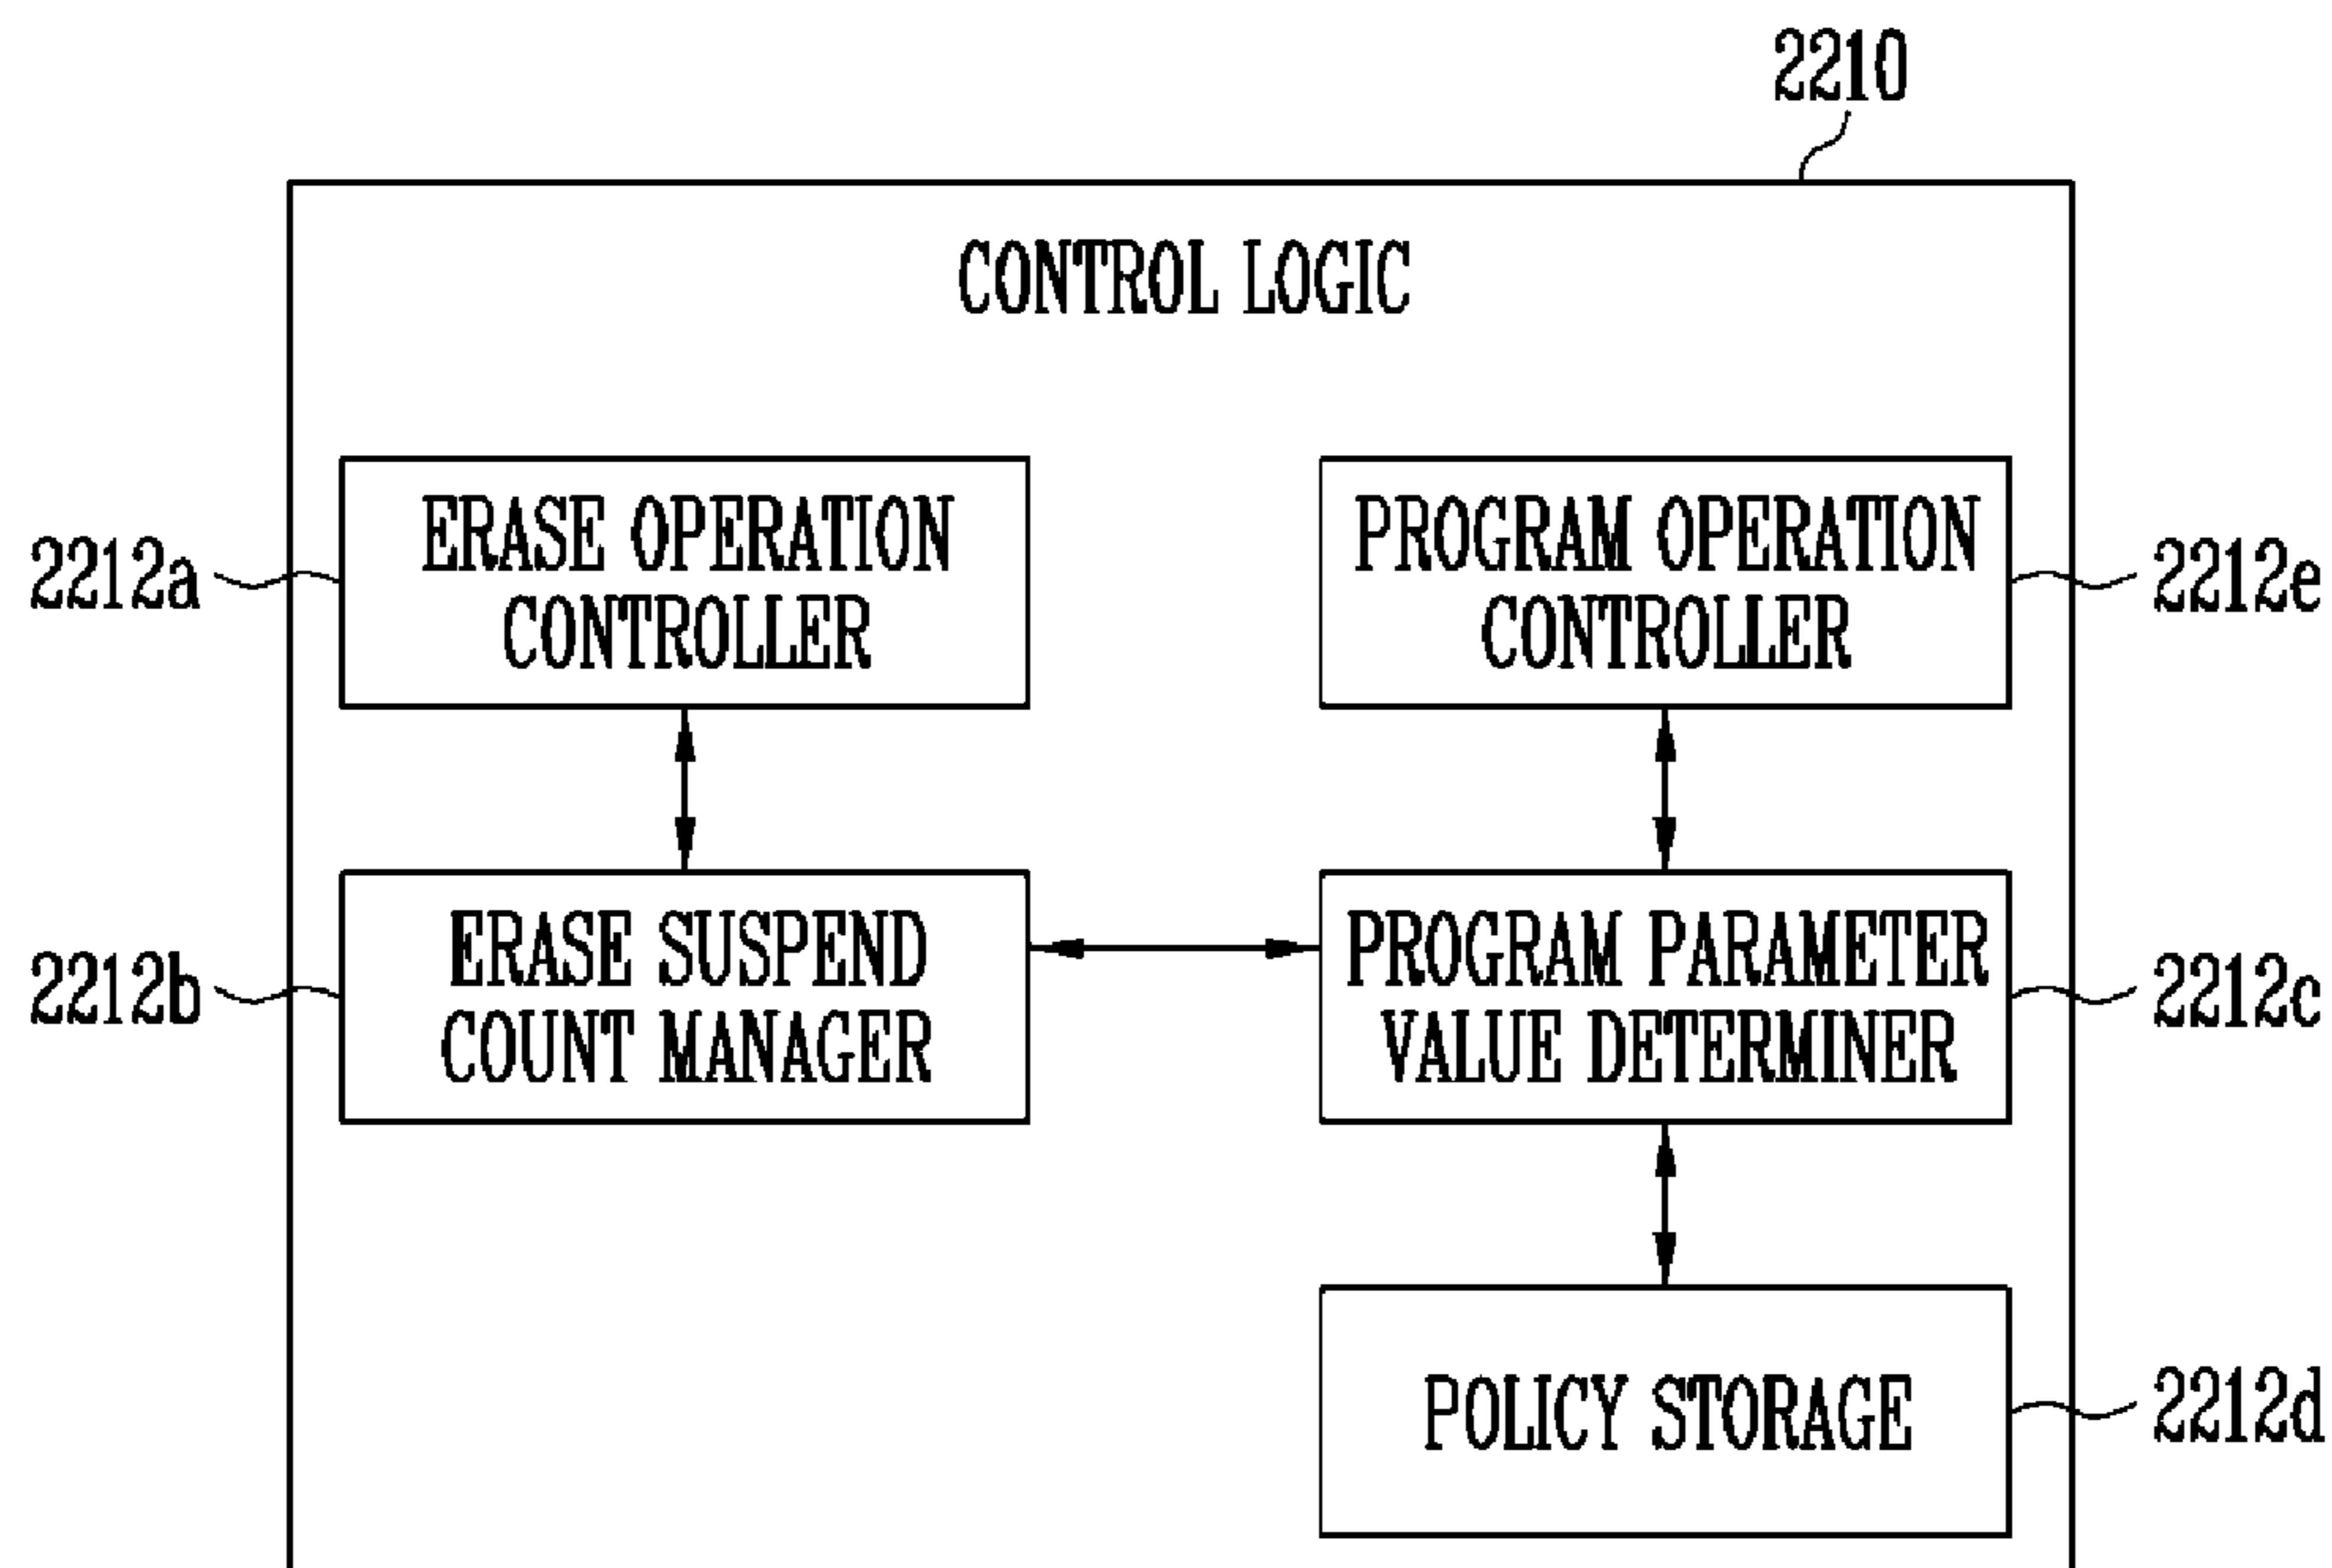 2210
CONTROL LOGIC
2212a
ERASE OPERATION
CONTROLLER
PROGRAM OPERATION
CONTROLLER
2212e
2212b
ERASE SUSPEND
COUNT MANAGER
PROGRAM PARAMETER
VALUE DETERMINER
2212c
POLICY STORAGE
2212d